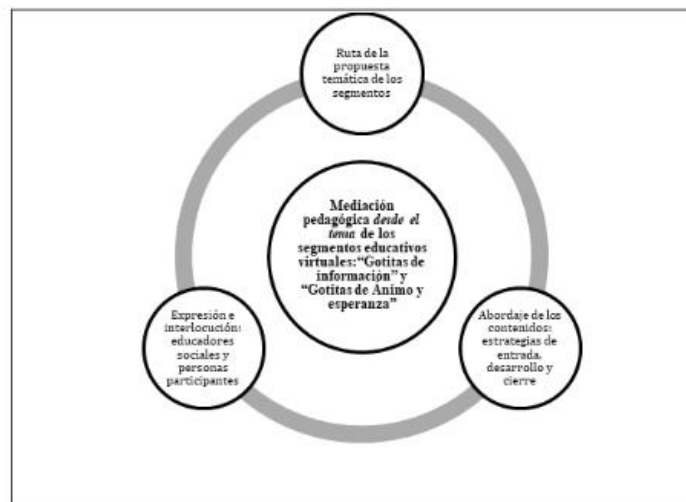 Ruta de la
propuesta
temática de los
segmentos
Mediación
pedagógica desde el
tema de los
segmentos educativos
virtuales:“Gotitas de
información” y
“Gotitas de Animo y
esperanza”
Expresión e
interlocución:
educadores
sociales y
personas
participantes
Abordaje de los
contenidos:
estrategias de
entrada,
desarrollo y
cierre